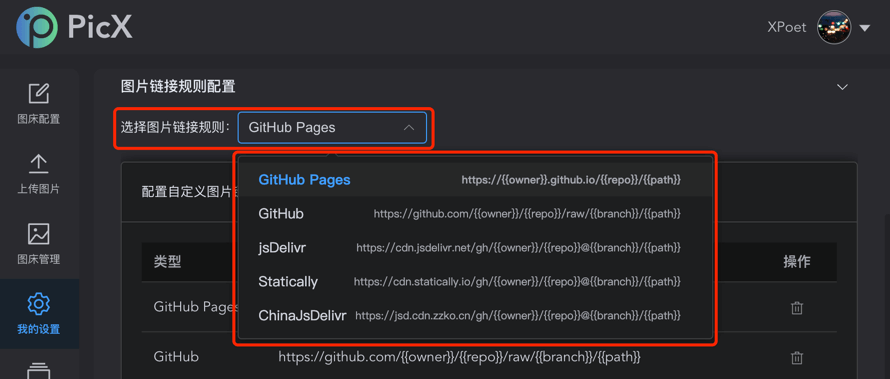 PicX
XPoet
图床配置
上传图片
图床管理
我的设置
图片链接规则配置
选择图片链接规则: GitHub Pages
GitHub Pages https://{{owner}}.github.io/{{repo}}/{{path}}
GitHub https://github.com/{{owner}}/{{repo}}/raw/{{branch}}/{{path}}
jsDelivr https://cdn.jsdelivr.net/gh/{{owner}}/{{repo}}@{{branch}}/{{path}}
Statically https://cdn.statically.io/gh/{{owner}}/{{repo}}@{{branch}}/{{path}}
ChinaJsDelivr https://jsd.cdn.zzko.cn/gh/{{owner}}/{{repo}}@{{branch}}/{{path}}
配置自定义图片
类型 操作
GitHub Pages
GitHub https://github.com/{{owner}}/{{repo}}/raw/{{branch}}/{{path}}